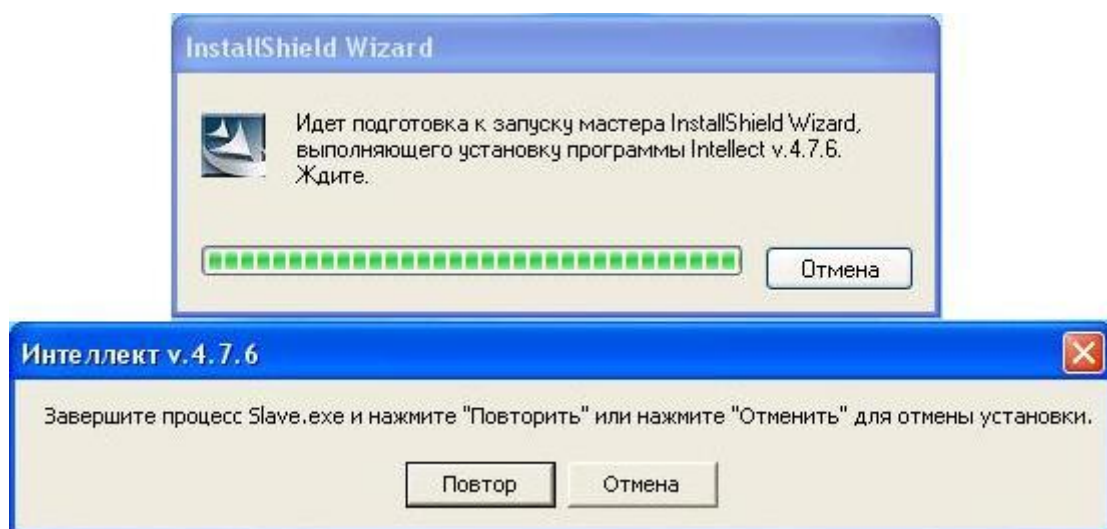 InstallShield Wizard
Идет подготовка к запуску мастера InstallShield Wizard,
выполняющего установку программы Intellect v.4.7.6.
Ждите.
Отмена
Интеллект v.4.7.6
Завершите процесс Slave.exe и нажмите "Повторить" или нажмите "Отменить" для отмены установки.
Повтор Отмена